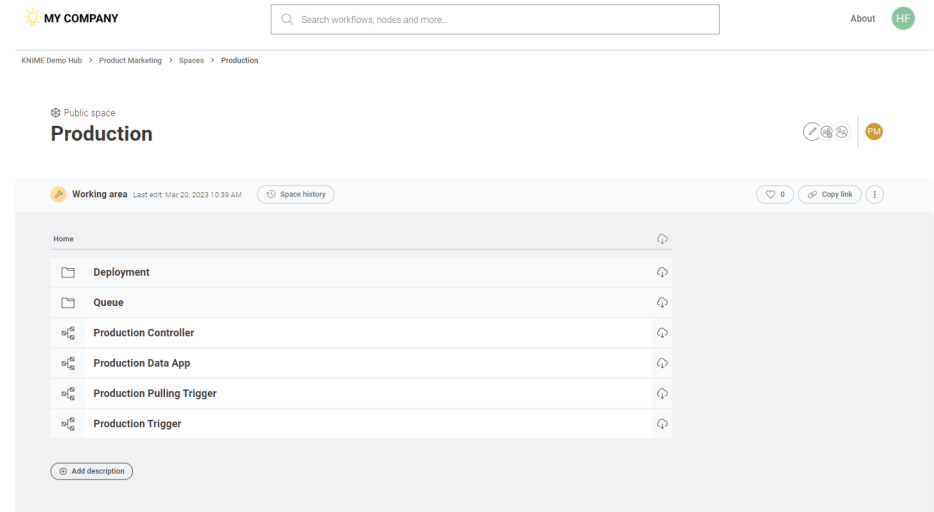 MY COMPANY
Search workflows, nodes and more...
About
HF
KNIME Demo Hub > Product Marketing > Spaces > Production
Public space
Production
PM
Working area Last edit: Mar 20, 2023 10:39 AM Space history
0 Copy link
Home
Deployment
Queue
Production Controller
Production Data App
Production Pulling Trigger
Production Trigger
Add description